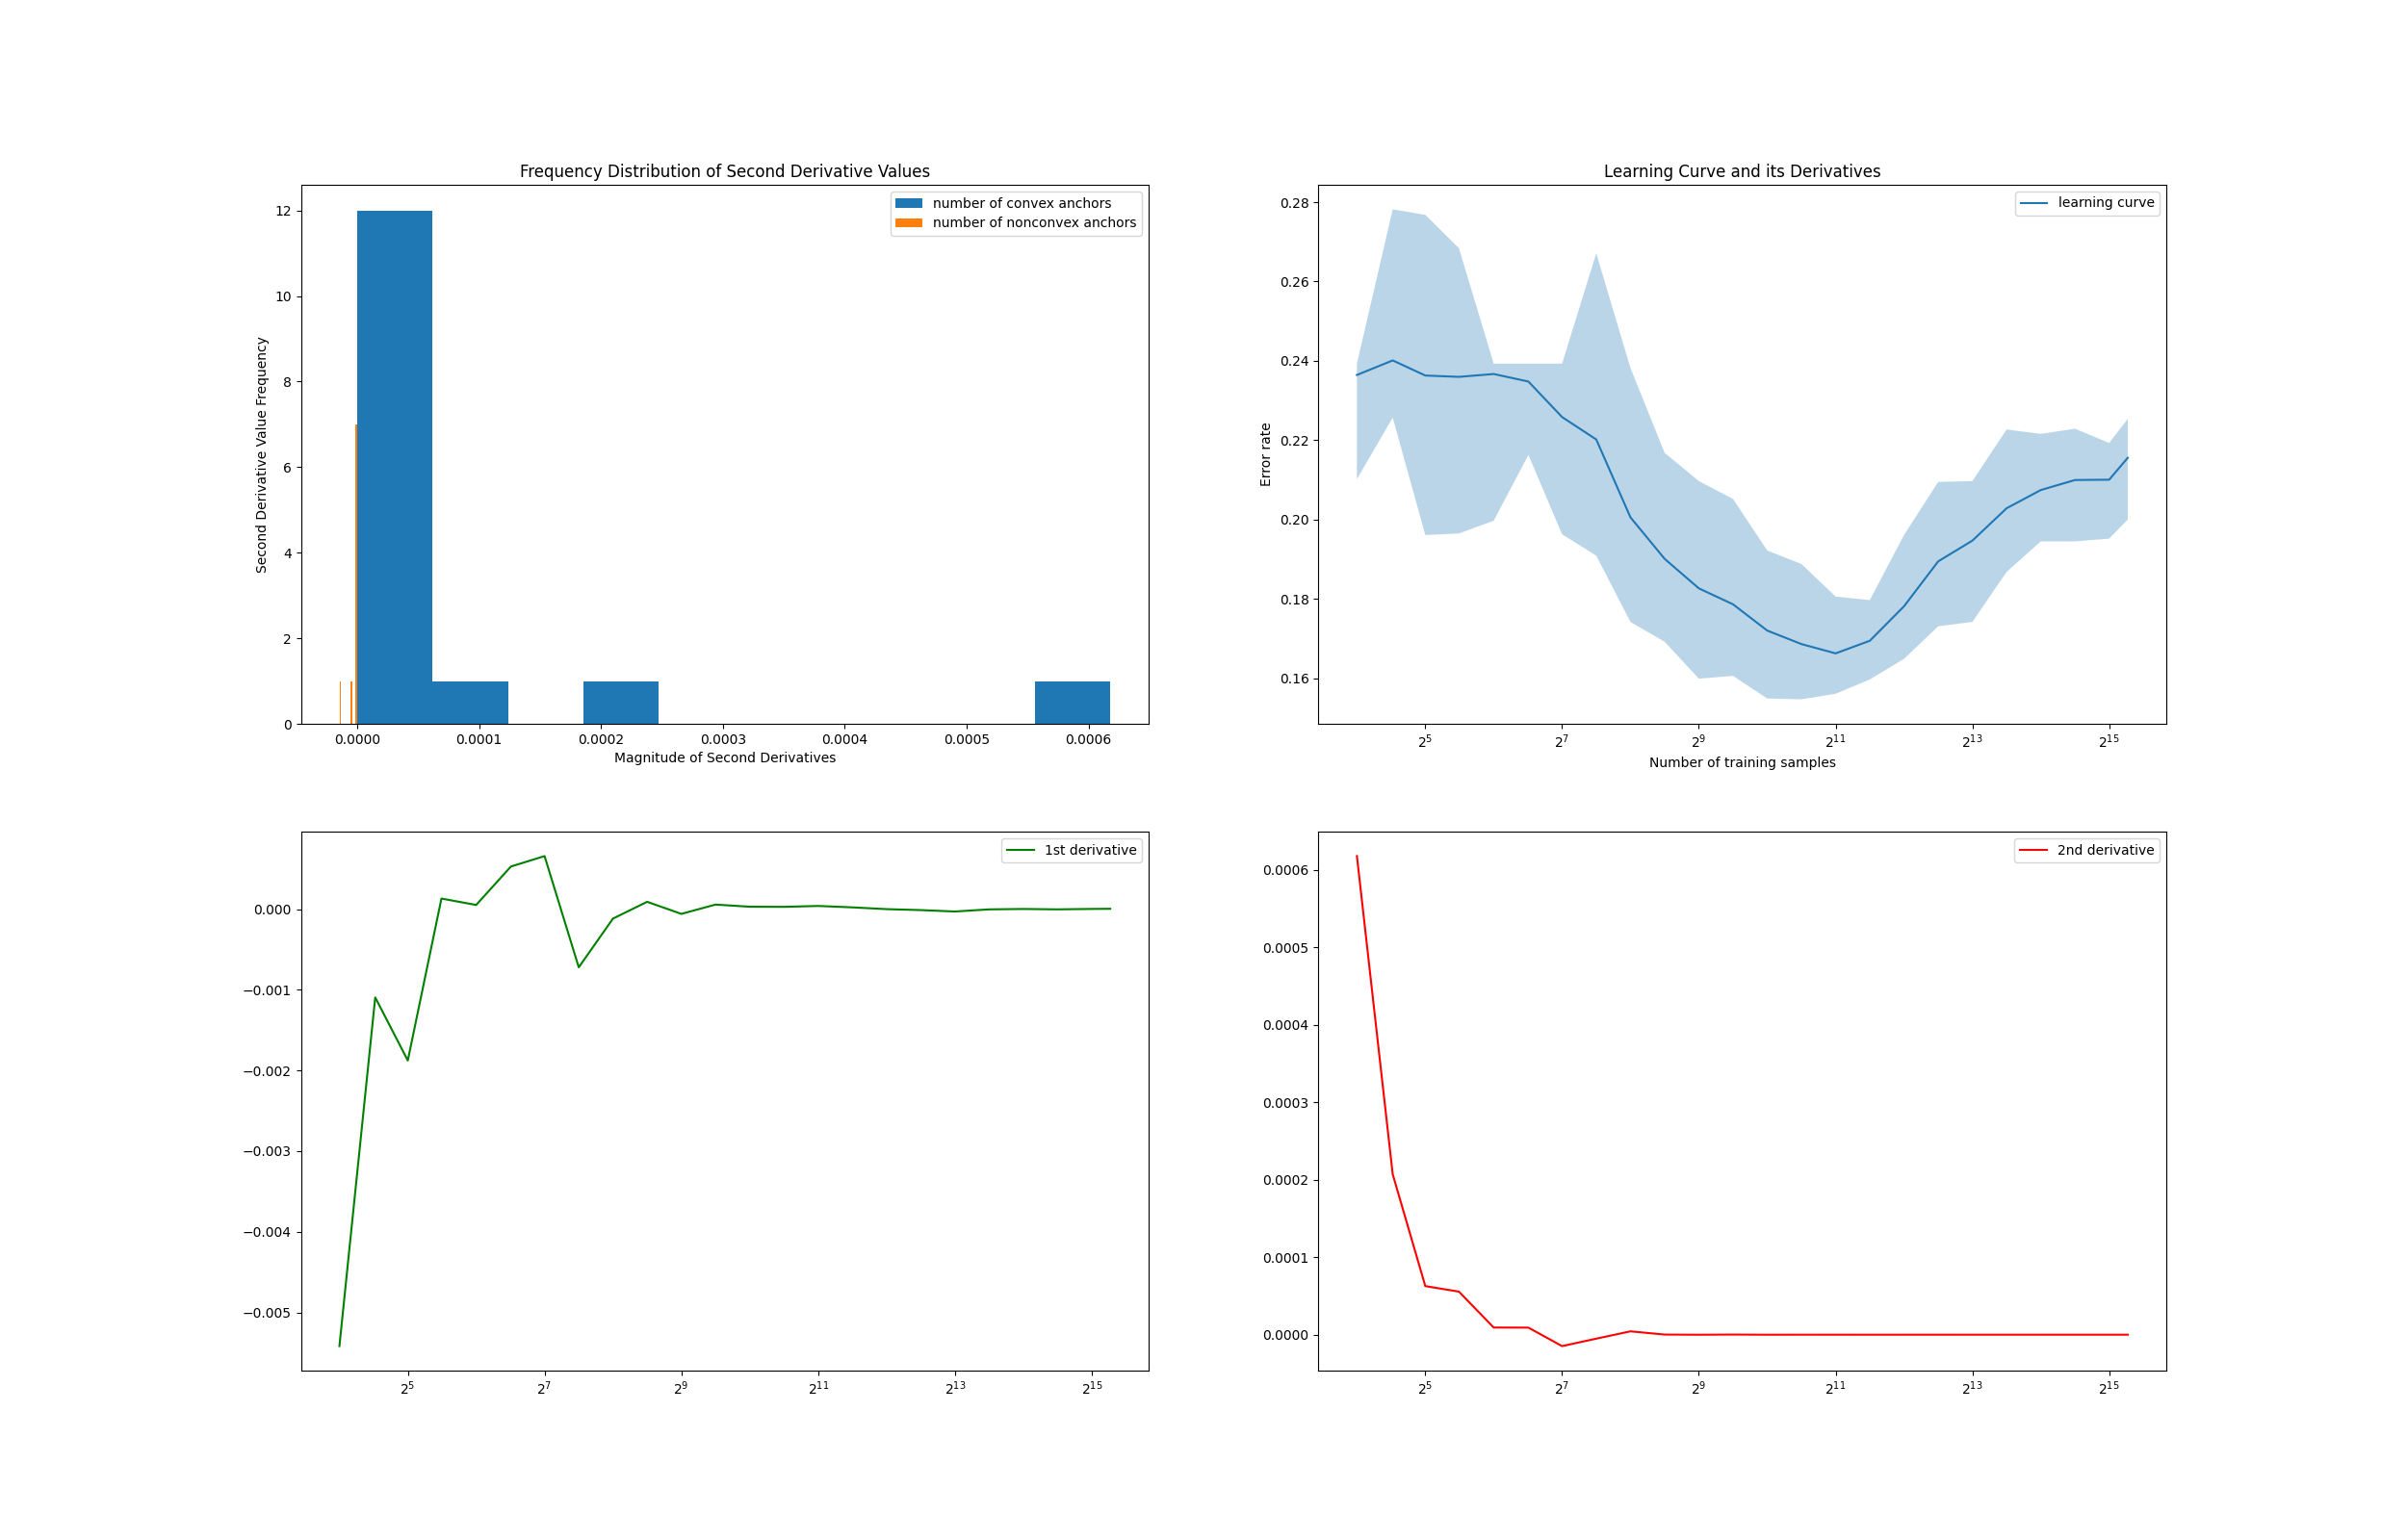 Frequency Distribution of Second Derivative Values
number of convex anchors
number of nonconvex anchors
12
10
8
6
4
2
0
Second Derivative Value Frequency
0.0000 0.0001 0.0002 0.0003 0.0004 0.0005 0.0006
Magnitude of Second Derivatives
Learning Curve and its Derivatives
learning curve
0.28
0.26
0.24
0.22
0.20
0.18
0.16
Error rate
2^5 2^7 2^9 2^11 2^13 2^15
Number of training samples
1st derivative
0.000
−0.001
−0.002
−0.003
−0.004
−0.005
2^5 2^7 2^9 2^11 2^13 2^15
2nd derivative
0.0006
0.0005
0.0004
0.0003
0.0002
0.0001
0.0000
2^5 2^7 2^9 2^11 2^13 2^15